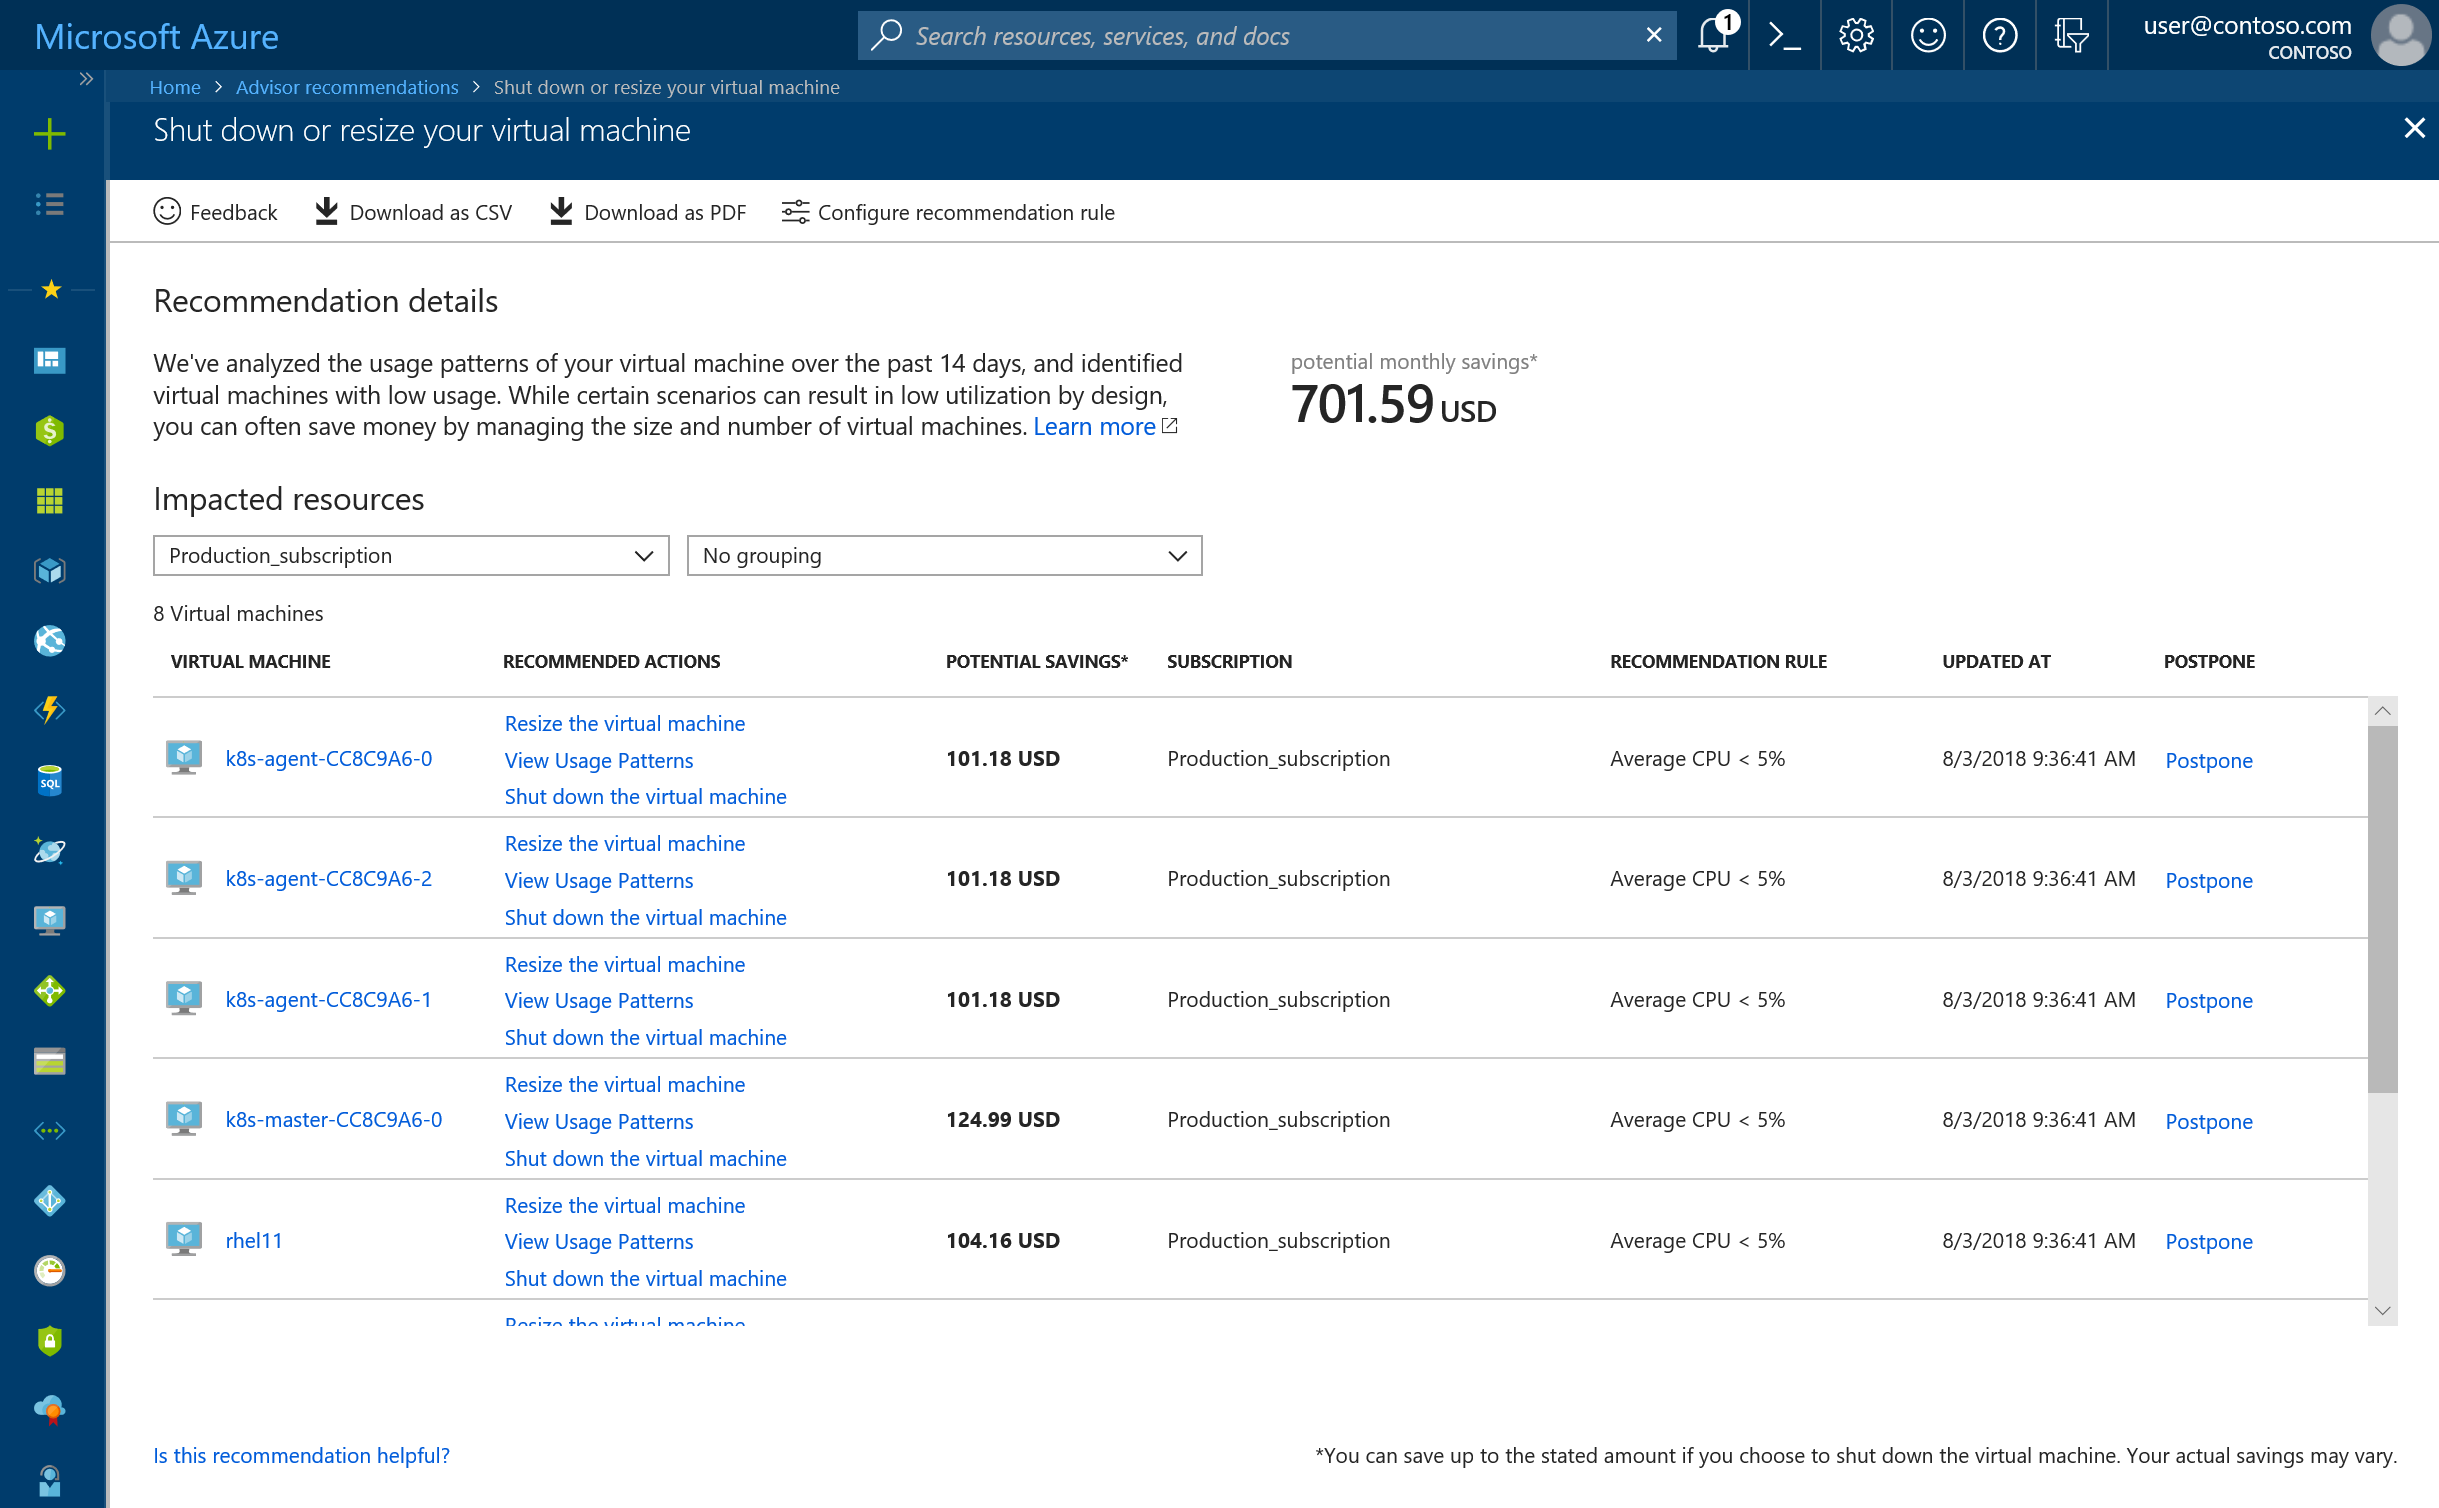 Microsoft Azure
Search resources, services, and docs
1
user@contoso.com
CONTOSO
Home > Advisor recommendations > Shut down or resize your virtual machine
Shut down or resize your virtual machine
Feedback Download as CSV Download as PDF Configure recommendation rule
Recommendation details
We've analyzed the usage patterns of your virtual machine over the past 14 days, and identified
virtual machines with low usage. While certain scenarios can result in low utilization by design,
you can often save money by managing the size and number of virtual machines. Learn more
potential monthly savings*
701.59 USD
Impacted resources
Production_subscription No grouping
8 Virtual machines
VIRTUAL MACHINE RECOMMENDED ACTIONS POTENTIAL SAVINGS* SUBSCRIPTION RECOMMENDATION RULE UPDATED AT POSTPONE
Resize the virtual machine
k8s-agent-CC8C9A6-0 View Usage Patterns 101.18 USD Production_subscription Average CPU < 5% 8/3/2018 9:36:41 AM Postpone
Shut down the virtual machine
Resize the virtual machine
k8s-agent-CC8C9A6-2 View Usage Patterns 101.18 USD Production_subscription Average CPU < 5% 8/3/2018 9:36:41 AM Postpone
Shut down the virtual machine
Resize the virtual machine
k8s-agent-CC8C9A6-1 View Usage Patterns 101.18 USD Production_subscription Average CPU < 5% 8/3/2018 9:36:41 AM Postpone
Shut down the virtual machine
Resize the virtual machine
k8s-master-CC8C9A6-0 View Usage Patterns 124.99 USD Production_subscription Average CPU < 5% 8/3/2018 9:36:41 AM Postpone
Shut down the virtual machine
Resize the virtual machine
rhel11 View Usage Patterns 104.16 USD Production_subscription Average CPU < 5% 8/3/2018 9:36:41 AM Postpone
Shut down the virtual machine
Resize the virtual machine
SQL
Is this recommendation helpful?
*You can save up to the stated amount if you choose to shut down the virtual machine. Your actual savings may vary.